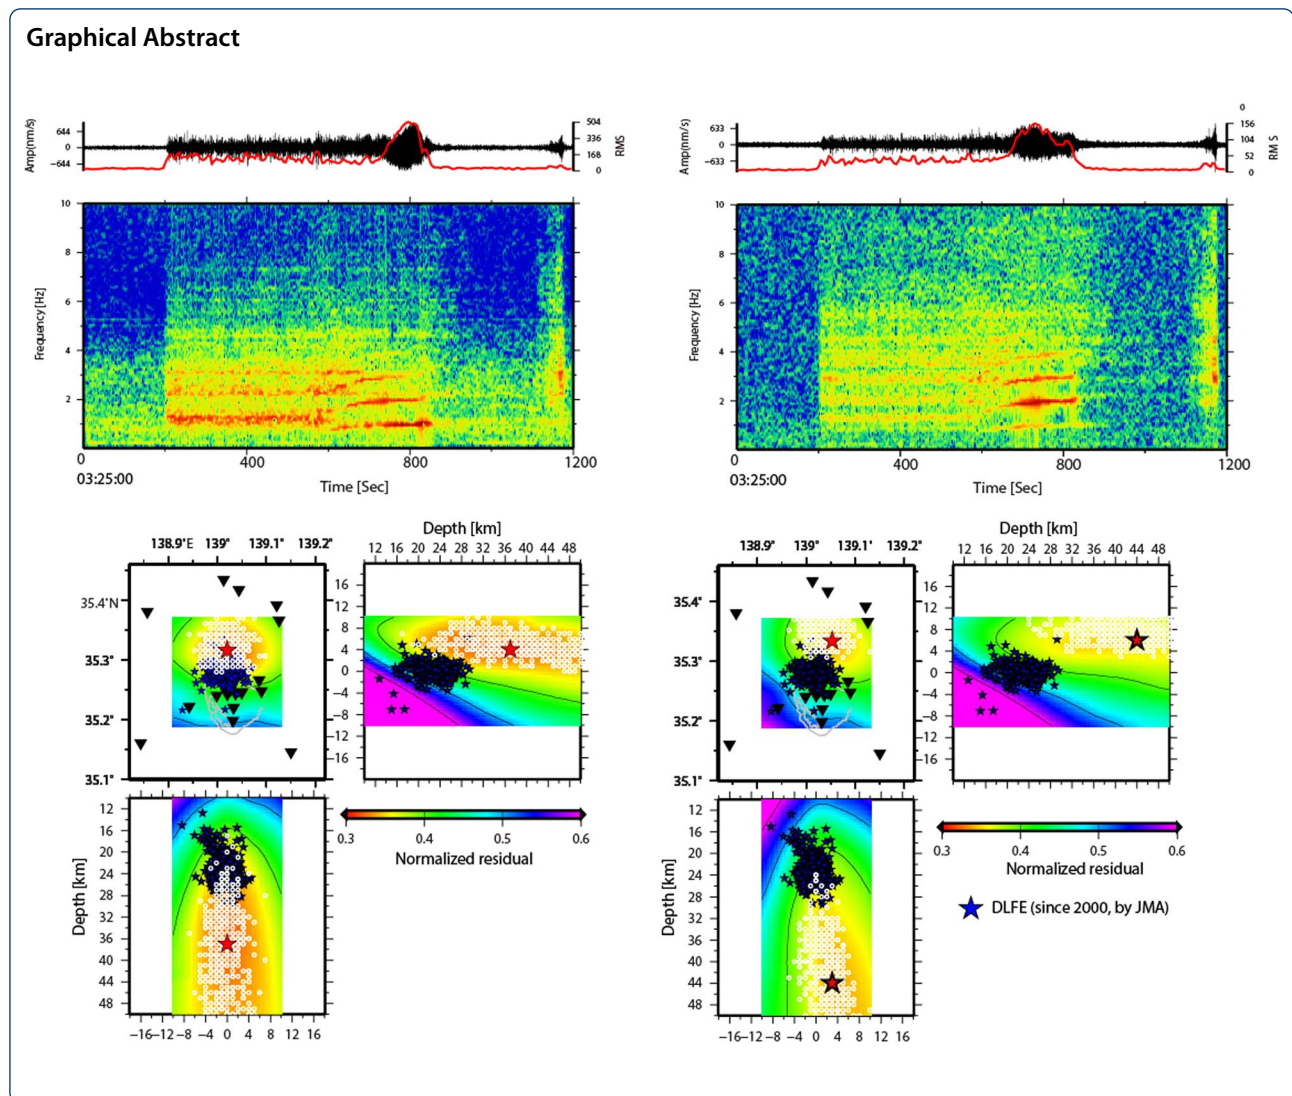 Graphical Abstract
Amp(nm/s)
644
0
−644
504
336
168
0
RMS
Amp(nm/s)
633
0
−633
0
156
104
52
0
RM S
Frequency [Hz]
10
8
6
4
2
0 400 800 1200
03:25:00
Time [Sec]
Frequency [Hz]
10
8
6
4
2
0 400 800 1200
03:25:00
Time [Sec]
138.9°E 139° 139.1° 139.2°
35.4°N
35.3°
35.2°
35.1°
Depth [km]
12 16 20 24 28 32 36 40 44 48
16
12
8
4
0
−4
−8
−12
−16
Depth [km]
12
16
20
24
28
32
36
40
44
48
−16 −12 −8 −4 0 4 8 12 16
0.3 0.4 0.5 0.6
Normalized residual
138.9° 139° 139.1° 139.2°
35.4°
35.3°
35.2°
35.1°
Depth [km]
12 16 20 24 28 32 36 40 44 48
16
12
8
4
0
−4
−8
−12
−16
Depth [km]
12
16
20
24
28
32
36
40
44
48
−16 −12 −8 −4 0 4 8 12 16
0.3 0.4 0.5 0.6
Normalized residual
DLFE (since 2000, by JMA)